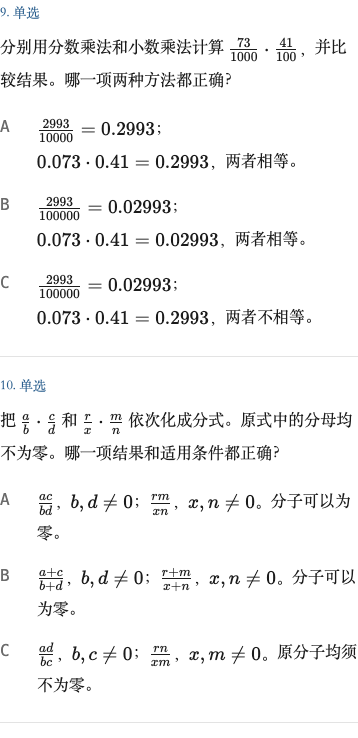 9. 单选
分别用分数乘法和小数乘法计算 73/1000 · 41/100，并比
较结果。哪一项两种方法都正确？
A 2993/10000 = 0.2993；
0.073 · 0.41 = 0.2993，两者相等。
B 2993/100000 = 0.02993；
0.073 · 0.41 = 0.02993，两者相等。
C 2993/100000 = 0.02993；
0.073 · 0.41 = 0.2993，两者不相等。
10. 单选
把 a/b · c/d 和 r/x · m/n 依次化成分式。原式中的分母均
不为零。哪一项结果和适用条件都正确？
A ac/bd，b, d ≠ 0；rm/xn，x, n ≠ 0。分子可以为
零。
B a+c/b+d，b, d ≠ 0；r+m/x+n，x, n ≠ 0。分子可以
为零。
C ad/bc，b, c ≠ 0；rn/xm，x, m ≠ 0。原分子均须
不为零。